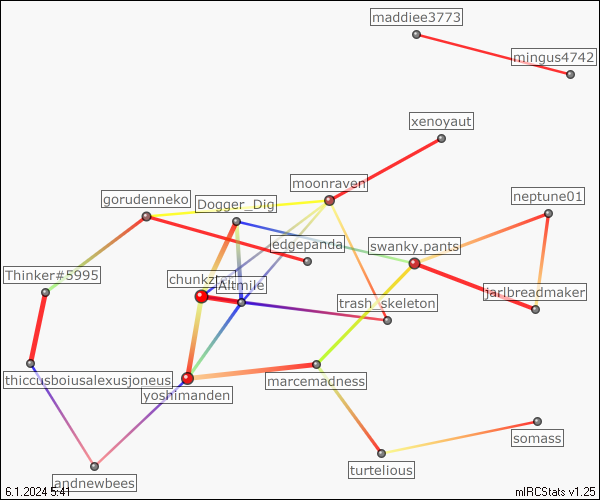 maddiee3773
mingus4742
xenoyaut
moonraven
gorudenneko
neptune01
Dogger_Dig
edgepanda
swanky.pants
Thinker#5995
Altmile
jarlbreadmaker
trash_skeleton
thiccusboiusalexusjoneus
marcemadness
yoshimanden
somass
turtelious
andnewbees
6.1.2024 5:41
mIRCStats v1.25